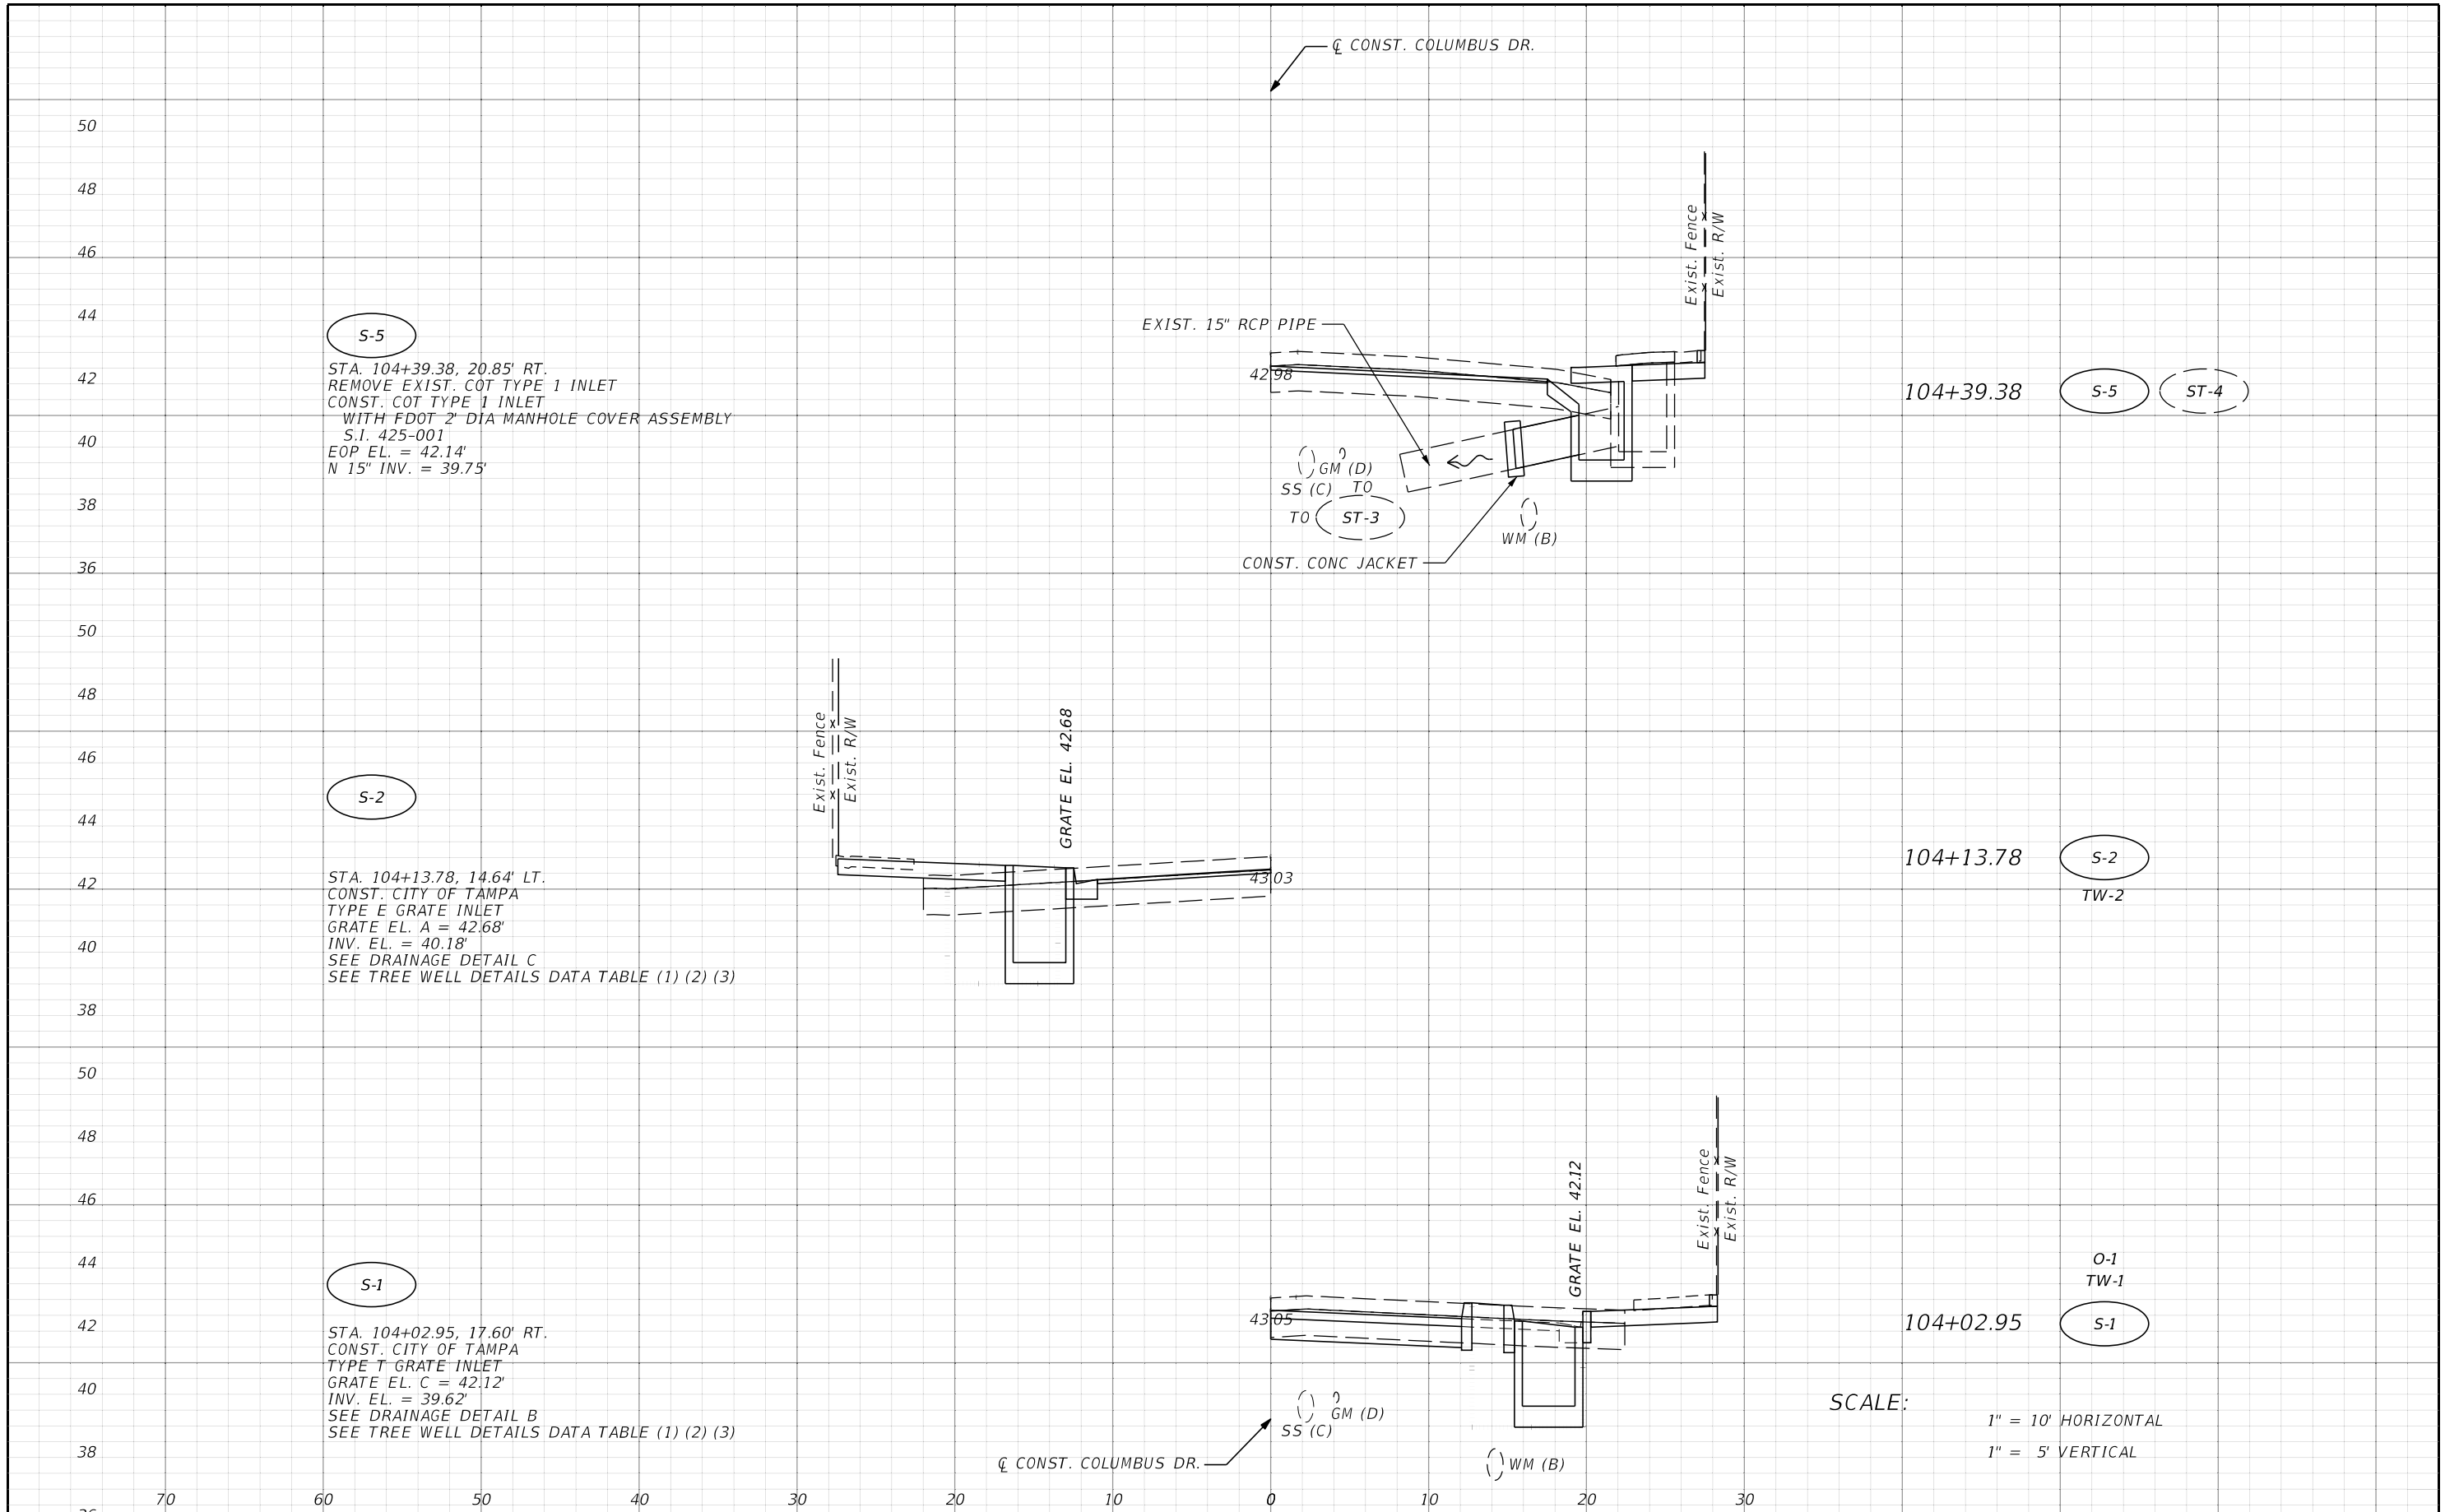 ℄ CONST. COLUMBUS DR.
50
48
46
44
42
40
38
36
S-5
STA. 104+39.38, 20.85' RT.
REMOVE EXIST. COT TYPE 1 INLET
CONST. COT TYPE 1 INLET
WITH FDOT 2' DIA MANHOLE COVER ASSEMBLY
S.I. 425-001
EOP EL. = 42.14'
N 15" INV. = 39.75'
EXIST. 15" RCP PIPE
42.98
Exist. Fence
Exist. R/W
GM (D)
SS (C)
TO
TO
ST-3
WM (B)
CONST. CONC JACKET
104+39.38
S-5
ST-4
50
48
46
44
42
40
38
S-2
STA. 104+13.78, 14.64' LT.
CONST. CITY OF TAMPA
TYPE E GRATE INLET
GRATE EL. A = 42.68'
INV. EL. = 40.18'
SEE DRAINAGE DETAIL C
SEE TREE WELL DETAILS DATA TABLE (1) (2) (3)
Exist. Fence
Exist. R/W
GRATE EL. 42.68
43.03
104+13.78
S-2
TW-2
50
48
46
44
42
40
38
S-1
STA. 104+02.95, 17.60' RT.
CONST. CITY OF TAMPA
TYPE T GRATE INLET
GRATE EL. C = 42.12'
INV. EL. = 39.62'
SEE DRAINAGE DETAIL B
SEE TREE WELL DETAILS DATA TABLE (1) (2) (3)
43.05
GRATE EL. 42.12
Exist. Fence
Exist. R/W
GM (D)
SS (C)
℄ CONST. COLUMBUS DR.
WM (B)
O-1
TW-1
104+02.95
S-1
SCALE:
1" = 10' HORIZONTAL
1" = 5' VERTICAL
70 60 50 40 30 20 10 0 10 20 30